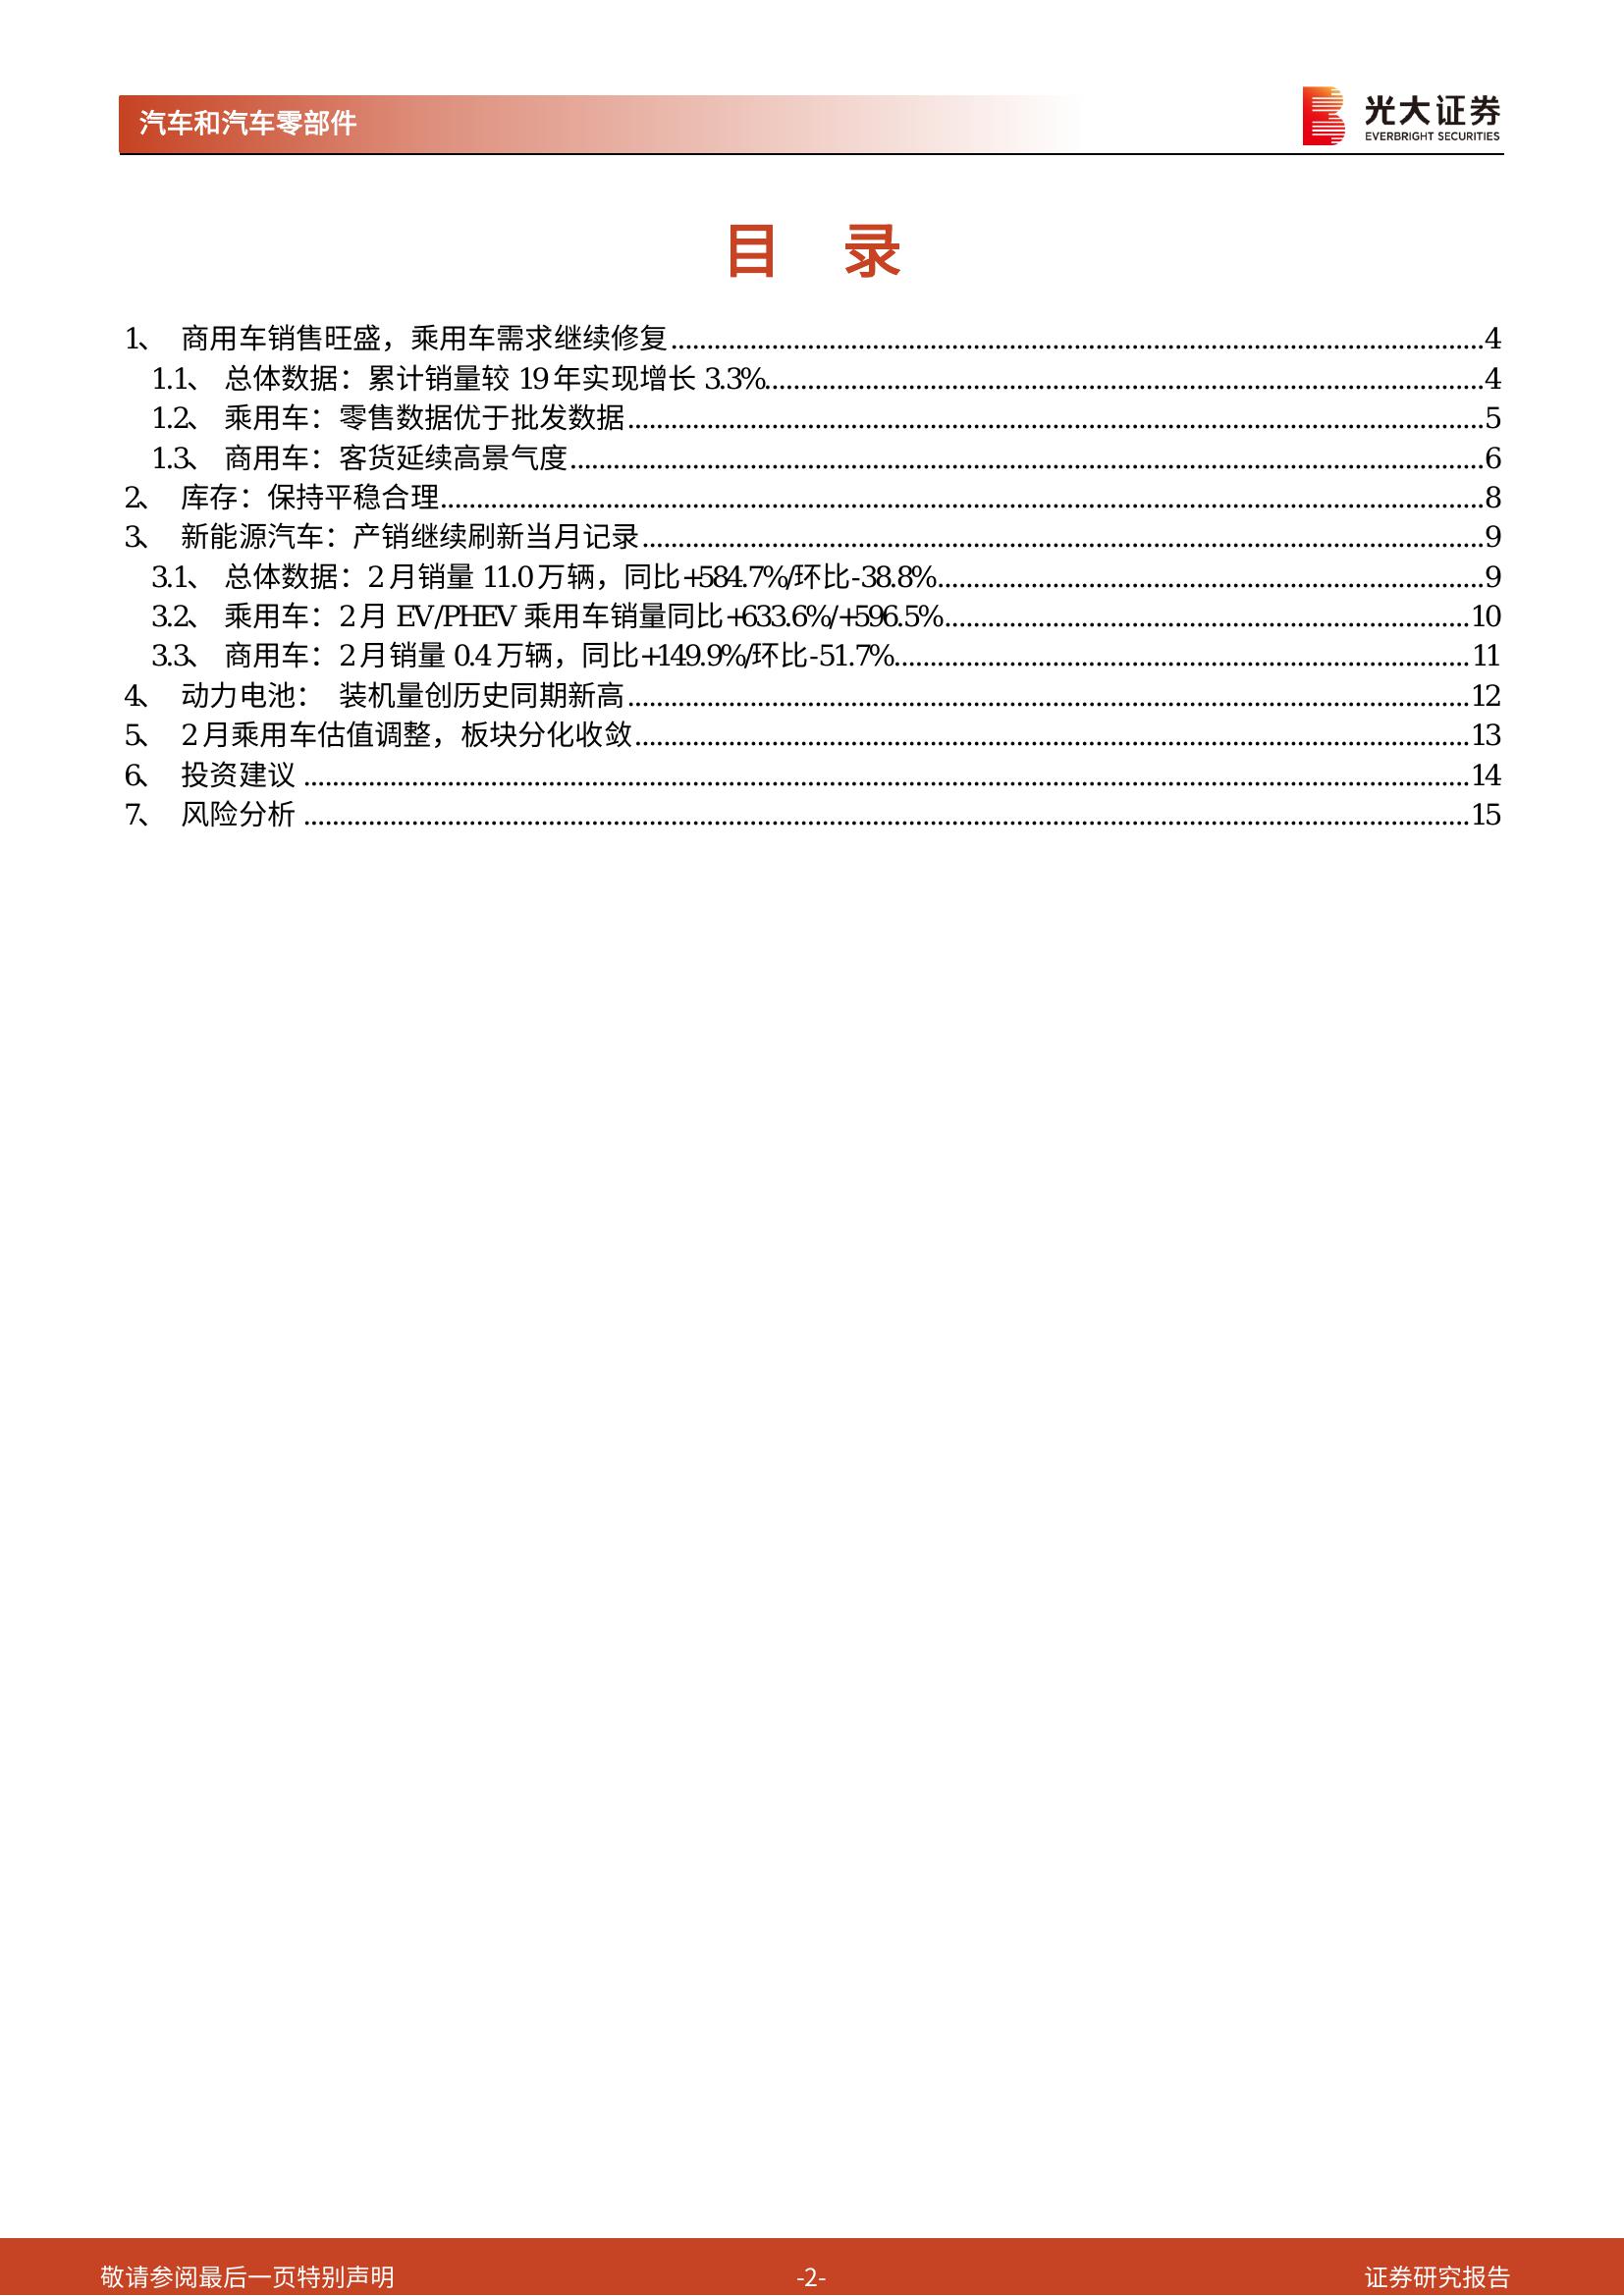 汽车和汽车零部件
光大证券
EVERBRIGHT SECURITIES
目 录
1、 商用车销售旺盛，乘用车需求继续修复........................4
1.1、 总体数据：累计销量较 19 年实现增长 3.3%........................4
1.2、 乘用车：零售数据优于批发数据........................5
1.3、 商用车：客货延续高景气度........................6
2、 库存：保持平稳合理........................8
3、 新能源汽车：产销继续刷新当月记录........................9
3.1、 总体数据：2 月销量 11.0 万辆，同比+584.7%/环比-38.8%........................9
3.2、 乘用车：2 月 EV/PHEV 乘用车销量同比+633.6%/+596.5%........................10
3.3、 商用车：2 月销量 0.4 万辆，同比+149.9%/环比-51.7%........................11
4、 动力电池： 装机量创历史同期新高........................12
5、 2 月乘用车估值调整，板块分化收敛........................13
6、 投资建议 ........................14
7、 风险分析 ........................15
敬请参阅最后一页特别声明
-2-
证券研究报告